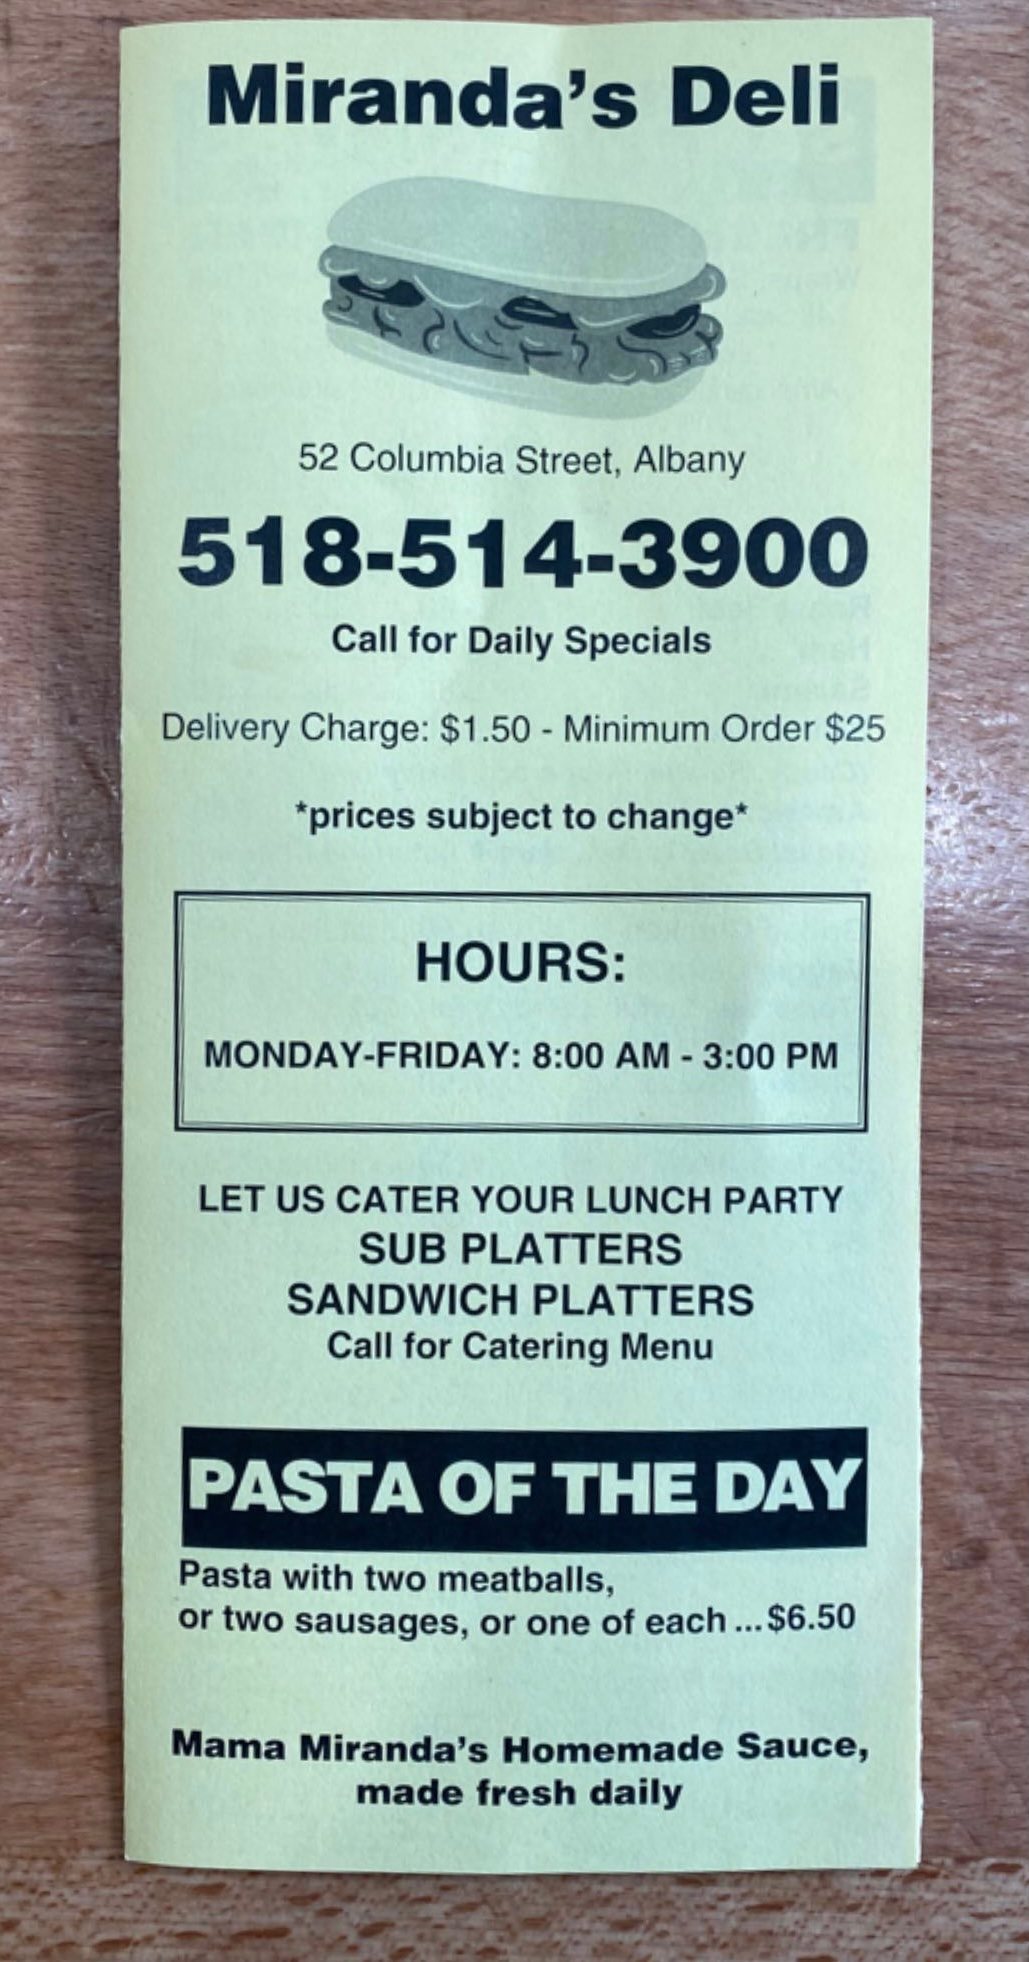 Miranda's Deli
52 Columbia Street, Albany
518-514-3900
Call for Daily Specials
Delivery Charge: $1.50 - Minimum Order $25
*prices subject to change*
HOURS:
MONDAY-FRIDAY: 8:00 AM - 3:00 PM
LET US CATER YOUR LUNCH PARTY
SUB PLATTERS
SANDWICH PLATTERS
Call for Catering Menu
PASTA OF THE DAY
Pasta with two meatballs,
or two sausages, or one of each ... $6.50
Mama Miranda's Homemade Sauce,
made fresh daily